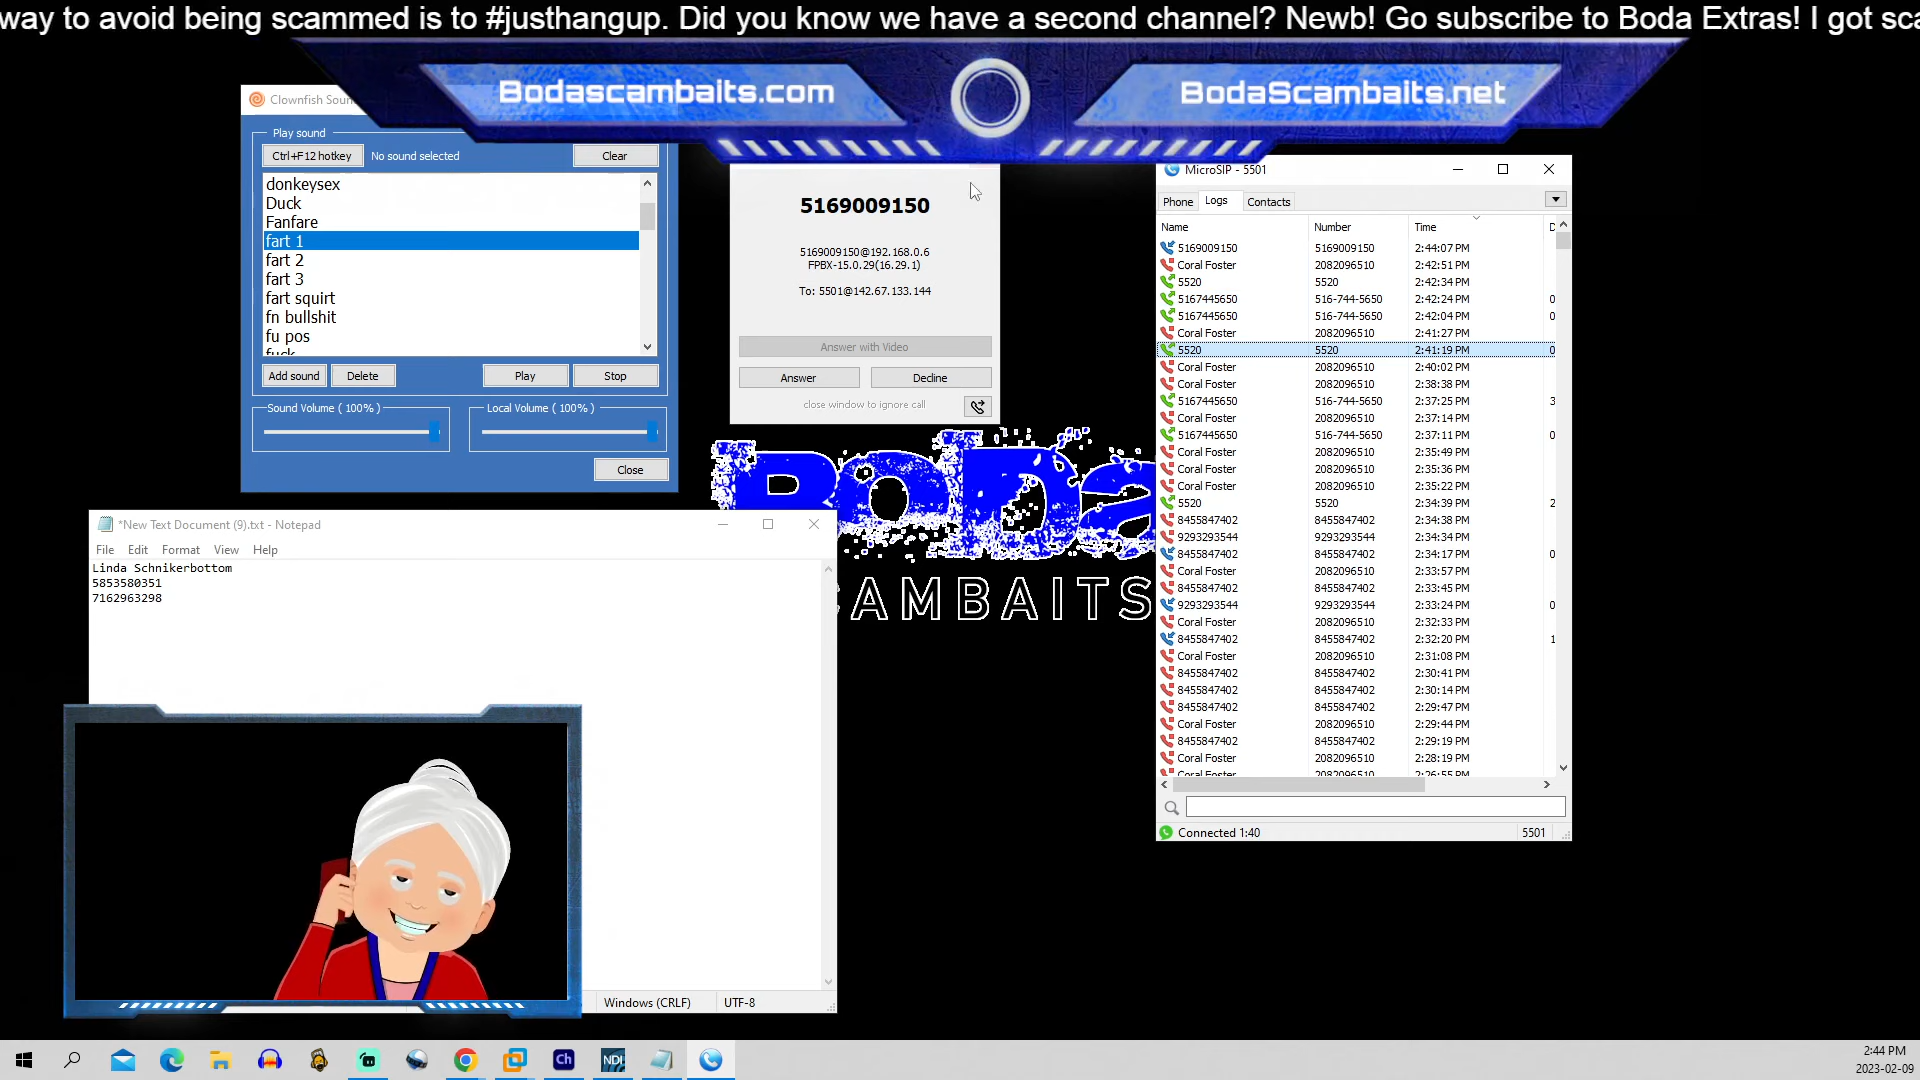 way to avoid being scammed is to #justhangup. Did you know we have a second channel? Newb! Go subscribe to Boda Extras! I got sca
Bodascambaits.com
BodaScambaits.net
Clownfish Soun
Play sound
Ctrl+F12 hotkey
No sound selected
Clear
donkeysex
Duck
Fanfare
fart 1
fart 2
fart 3
fart squirt
fn bullshit
fu pos
fuck
Add sound
Delete
Play
Stop
Sound Volume ( 100% )
Local Volume ( 100% )
Close
5169009150
5169009150@192.168.0.6
FPBX-15.0.29(16.29.1)
To: 5501@142.67.133.144
Answer with Video
Answer
Decline
close window to ignore call
BoDa
CAMBAITS
*New Text Document (9).txt - Notepad
File Edit Format View Help
Linda Schnikerbottom
5853580351
7162963298
Windows (CRLF)
UTF-8
MicroSIP - 5501
Phone Logs Contacts
Name Number Time D
5169009150 5169009150 2:44:07 PM
Coral Foster 2082096510 2:42:51 PM
5520 5520 2:42:34 PM
5167445650 516-744-5650 2:42:24 PM 0
5167445650 516-744-5650 2:42:04 PM 0
Coral Foster 2082096510 2:41:27 PM
5520 5520 2:41:19 PM 0
Coral Foster 2082096510 2:40:02 PM
Coral Foster 2082096510 2:38:38 PM
5167445650 516-744-5650 2:37:25 PM 3
Coral Foster 2082096510 2:37:14 PM
5167445650 516-744-5650 2:37:11 PM 0
Coral Foster 2082096510 2:35:49 PM
Coral Foster 2082096510 2:35:36 PM
Coral Foster 2082096510 2:35:22 PM
5520 5520 2:34:39 PM 2
8455847402 8455847402 2:34:38 PM
9293293544 9293293544 2:34:34 PM
8455847402 8455847402 2:34:17 PM 0
Coral Foster 2082096510 2:33:57 PM
8455847402 8455847402 2:33:45 PM
9293293544 9293293544 2:33:24 PM 0
Coral Foster 2082096510 2:32:33 PM
8455847402 8455847402 2:32:20 PM 1
Coral Foster 2082096510 2:31:08 PM
8455847402 8455847402 2:30:41 PM
8455847402 8455847402 2:30:14 PM
8455847402 8455847402 2:29:47 PM
Coral Foster 2082096510 2:29:44 PM
8455847402 8455847402 2:29:19 PM
Coral Foster 2082096510 2:28:19 PM
Coral Foster 2082096510 2:26:55 PM
Connected 1:40
5501
Ch
NDI
2:44 PM
2023-02-09